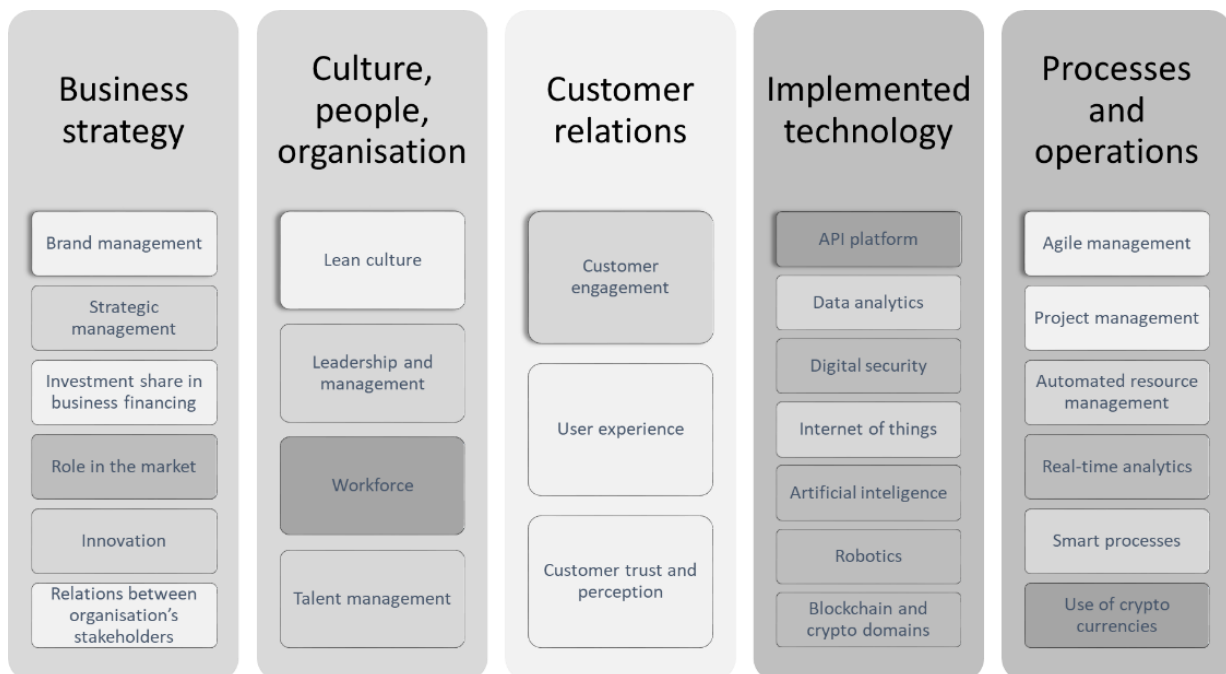 Business
strategy
Brand management
Strategic
management
Investment share in
business financing
Role in the market
Innovation
Relations between
organisation's
stakeholders
Culture,
people,
organisation
Lean culture
Leadership and
management
Workforce
Talent management
Customer
relations
Customer
engagement
User experience
Customer trust and
perception
Implemented
technology
API platform
Data analytics
Digital security
Internet of things
Artificial inteligence
Robotics
Blockchain and
crypto domains
Processes
and
operations
Agile management
Project management
Automated resource
management
Real-time analytics
Smart processes
Use of crypto
currencies